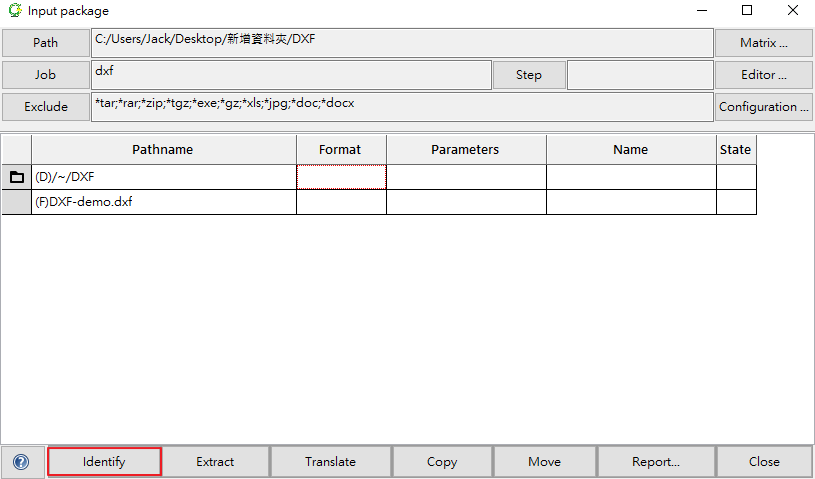 Input package
Path C:/Users/Jack/Desktop/新增資料夾/DXF Matrix ...
Job dxf Step Editor ...
Exclude *tar;*rar;*zip;*tgz;*exe;*gz;*xls;*jpg;*doc;*docx Configuration ...
Pathname Format Parameters Name State
(D)/~/DXF
(F)DXF-demo.dxf
? Identify Extract Translate Copy Move Report... Close